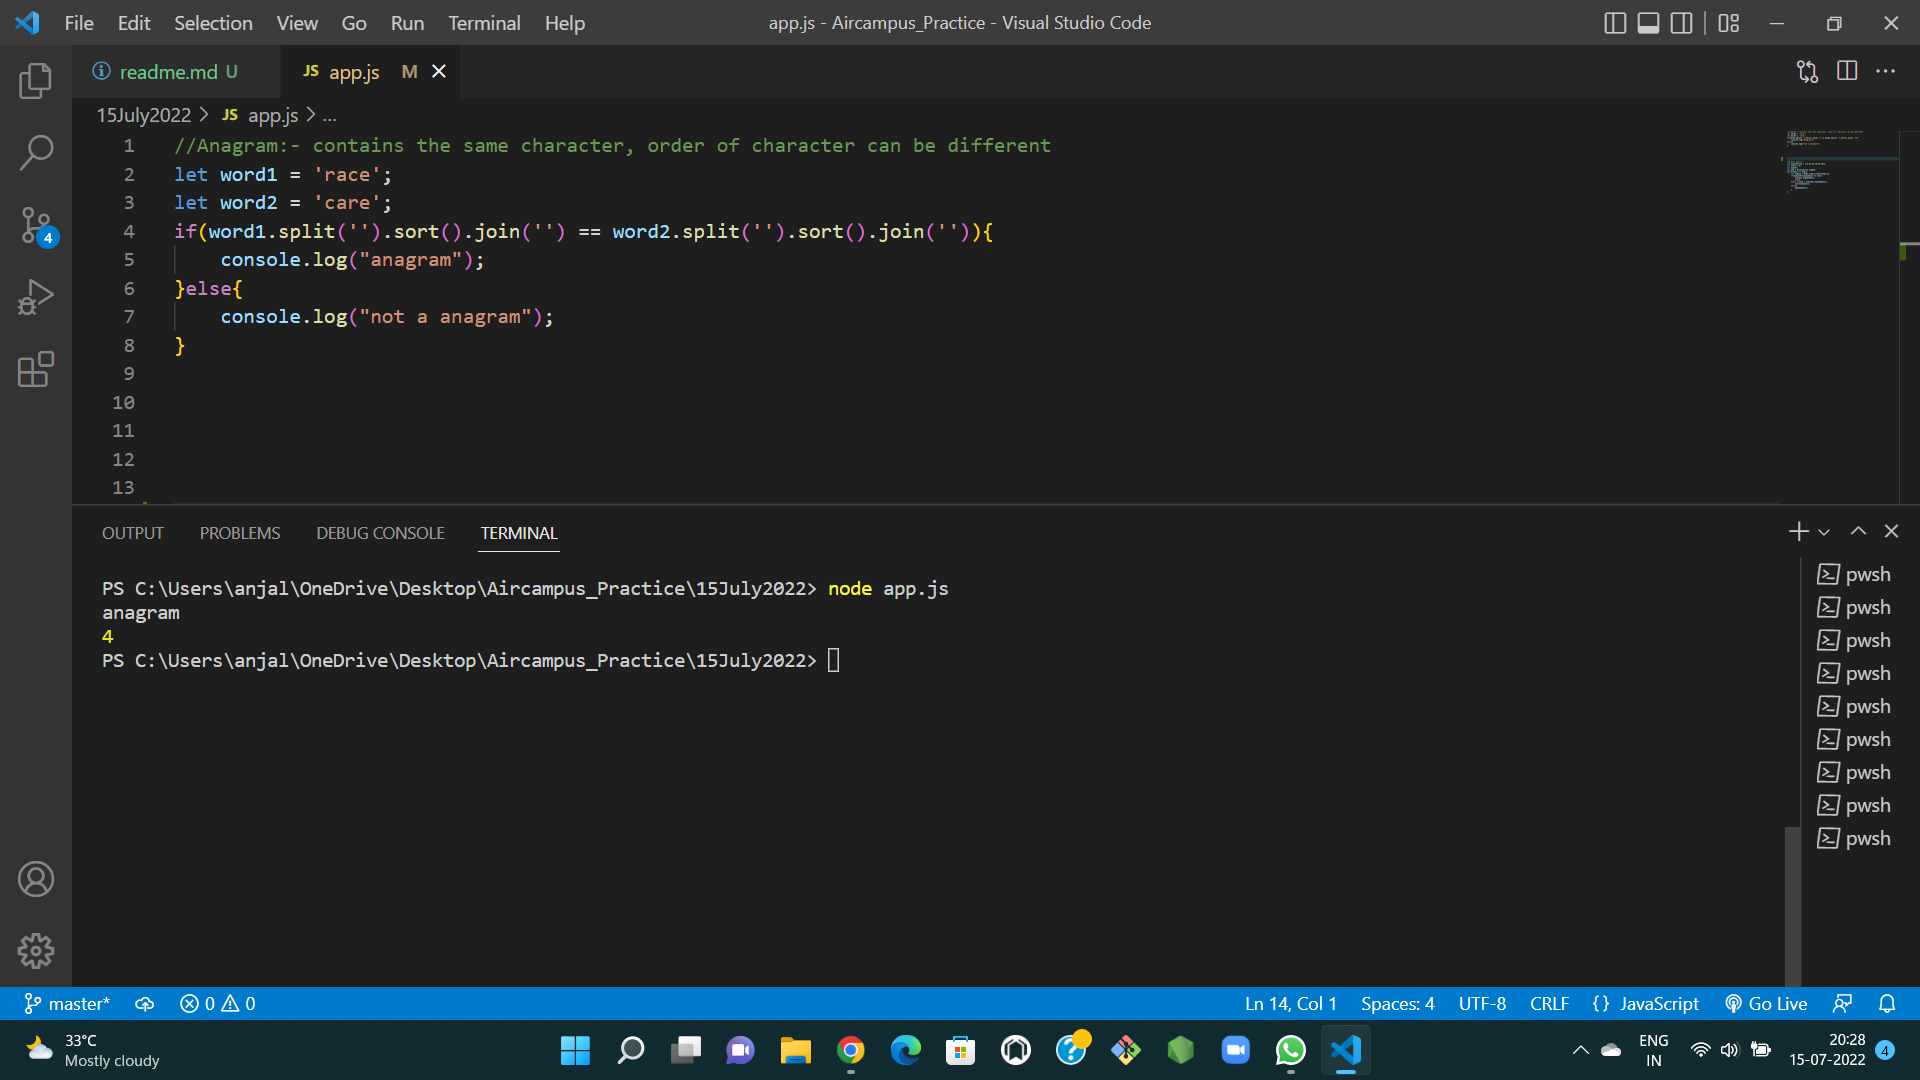 File Edit Selection View Go Run Terminal Help app.js - Aircampus_Practice - Visual Studio Code
readme.md U JS app.js M
15July2022 > JS app.js > ...
1 //Anagram:- contains the same character, order of character can be different
2 let word1 = 'race';
3 let word2 = 'care';
4 if(word1.split('').sort().join('') == word2.split('').sort().join('')){
5 console.log("anagram");
6 }else{
7 console.log("not a anagram");
8 }
9
10
11
12
13
OUTPUT PROBLEMS DEBUG CONSOLE TERMINAL
PS C:\Users\anjal\OneDrive\Desktop\Aircampus_Practice\15July2022> node app.js
anagram
4
PS C:\Users\anjal\OneDrive\Desktop\Aircampus_Practice\15July2022>
pwsh
pwsh
pwsh
pwsh
pwsh
pwsh
pwsh
pwsh
pwsh
4
master* 0 0 Ln 14, Col 1 Spaces: 4 UTF-8 CRLF {} JavaScript Go Live
33°C
Mostly cloudy
ENG
IN
20:28
15-07-2022
4